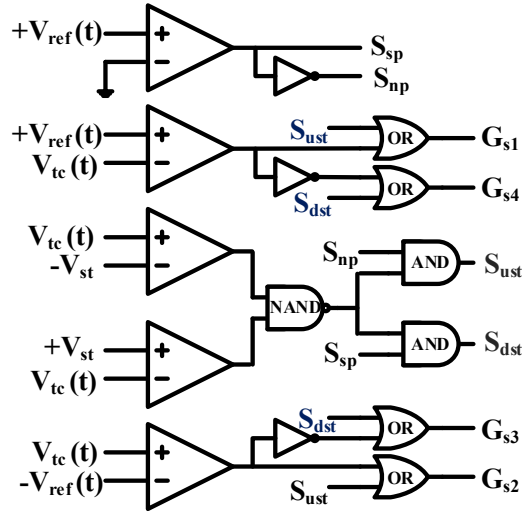 +Vref(t)
+
−
Ssp
Snp
+Vref(t)
Vtc(t)
+
−
Sust
OR
Gs1
Sdst
OR
Gs4
Vtc(t)
-Vst
+
−
NAND
Snp
AND
Sust
+Vst
Vtc(t)
+
−
Ssp
AND
Sdst
Vtc(t)
-Vref(t)
+
−
Sdst
OR
Gs3
Sust
OR
Gs2